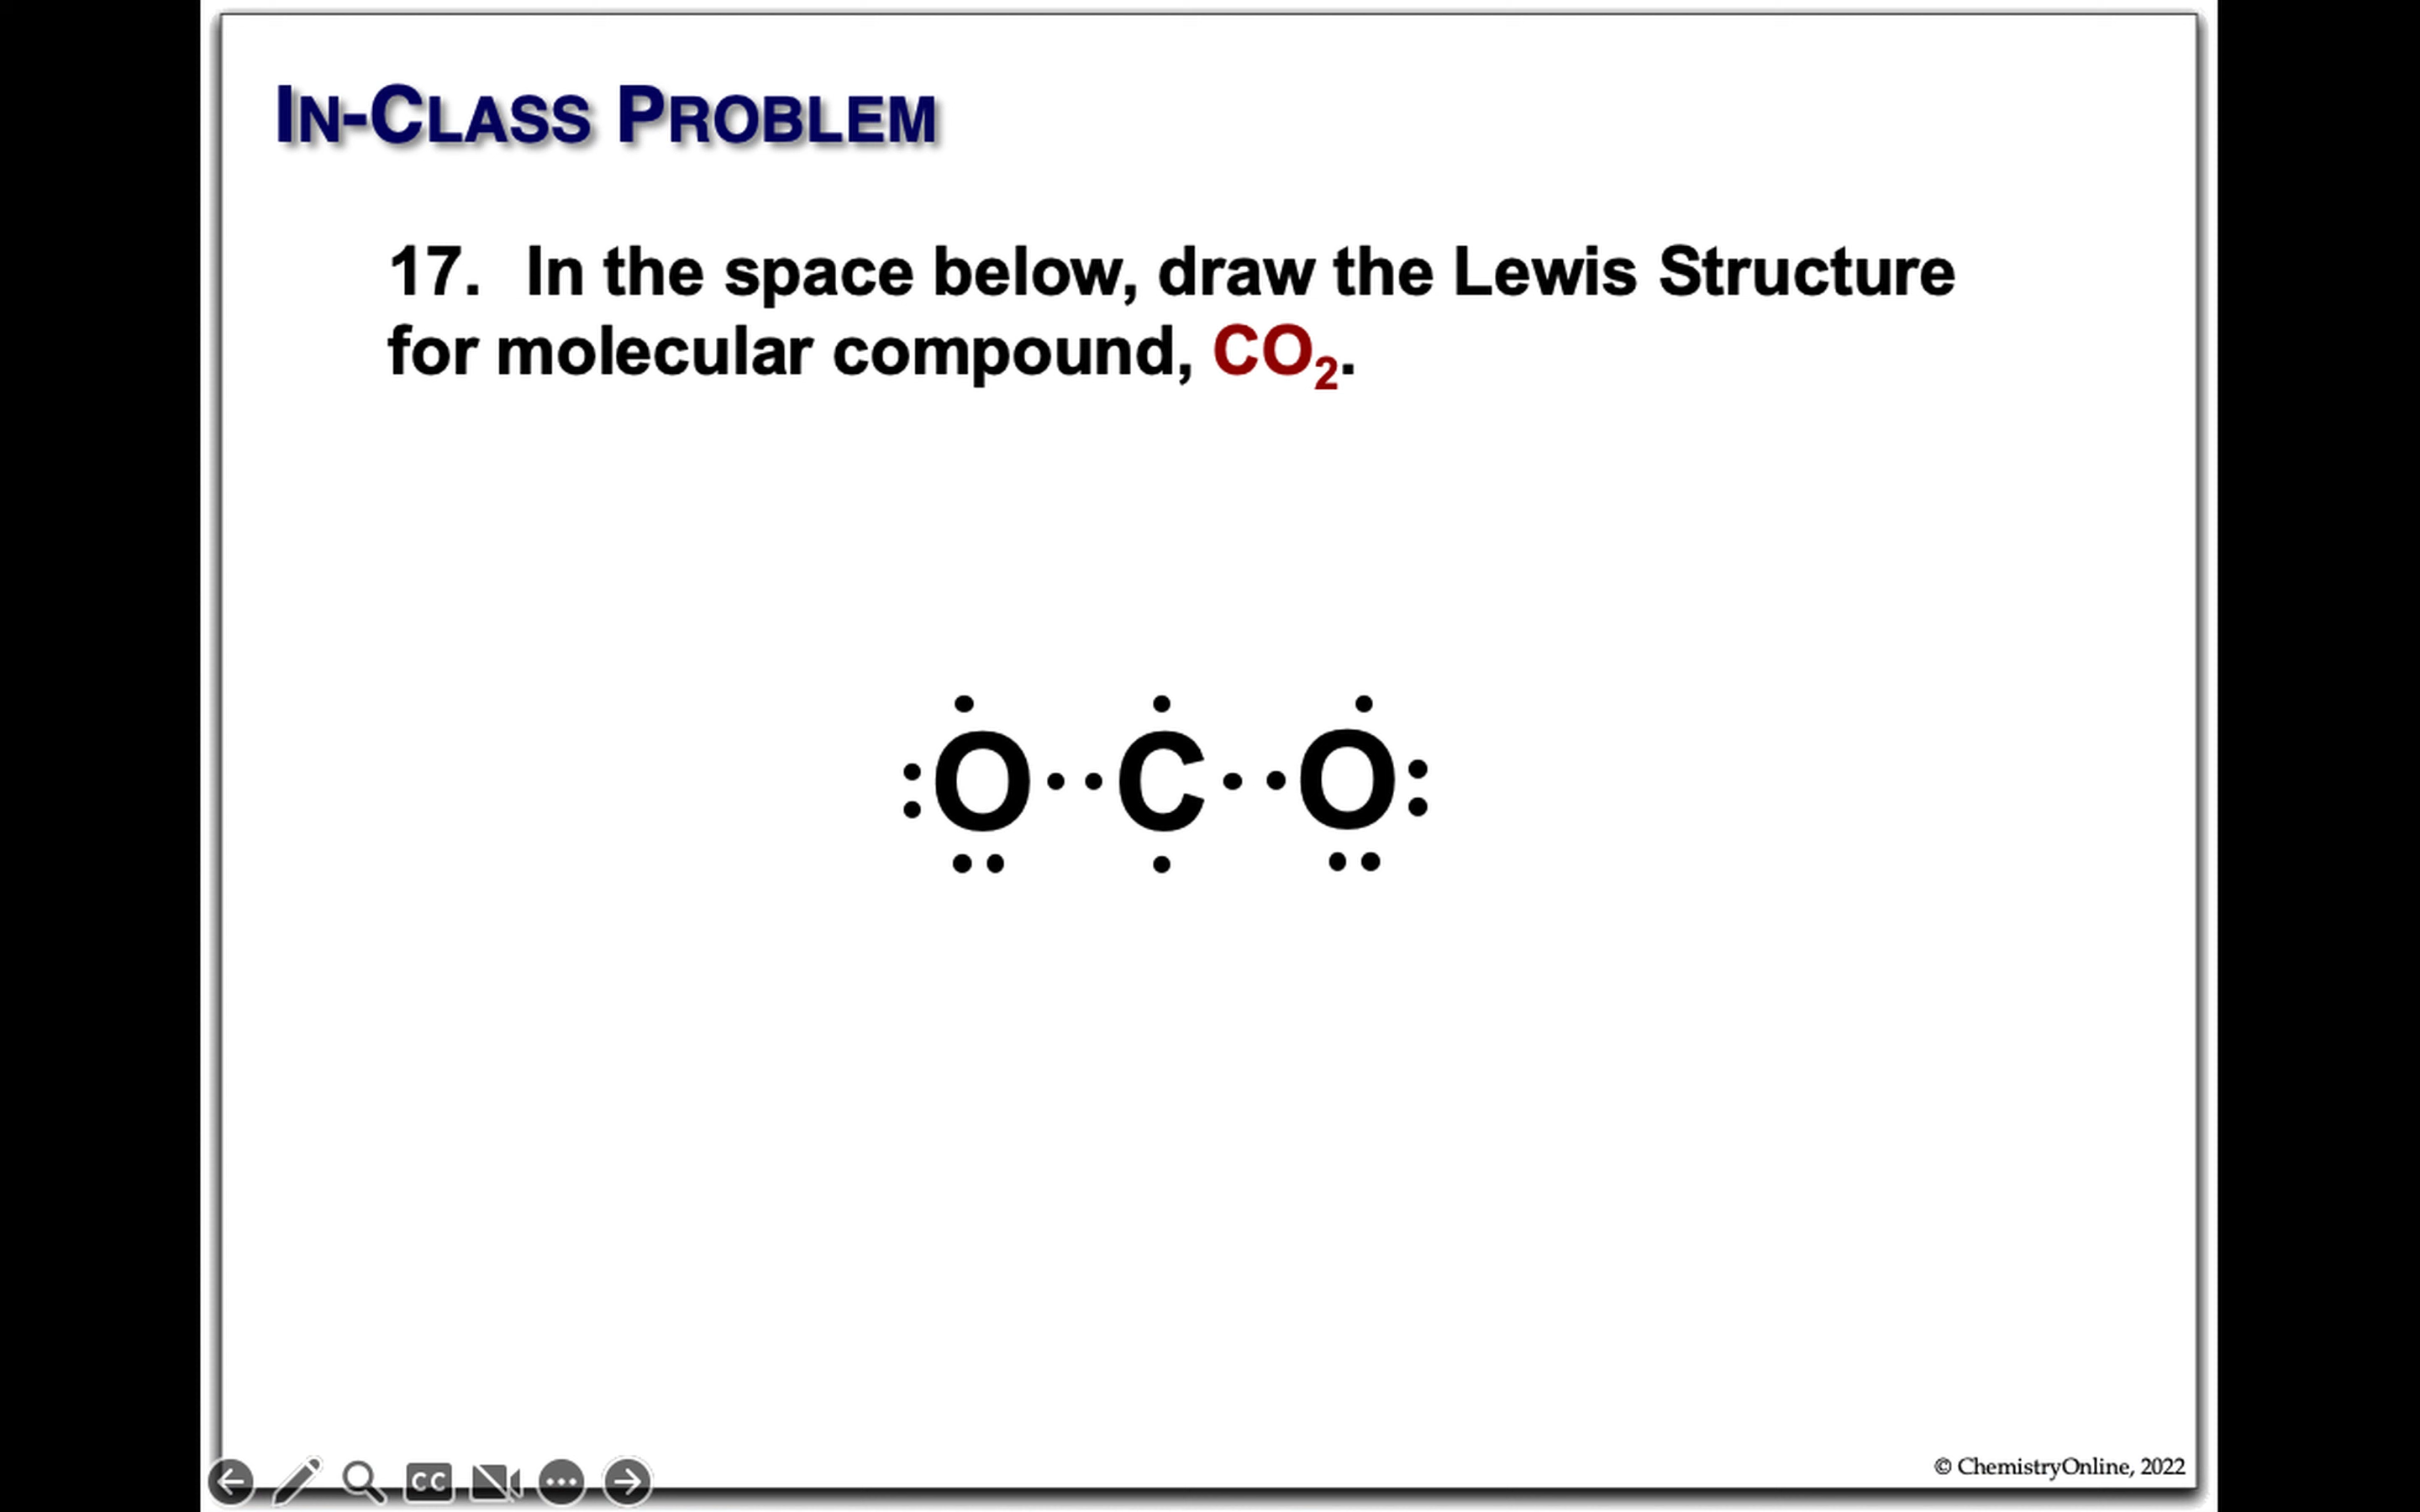 IN-CLASS PROBLEM
17. In the space below, draw the Lewis Structure
for molecular compound, CO₂.
O C O
CC
© ChemistryOnline, 2022